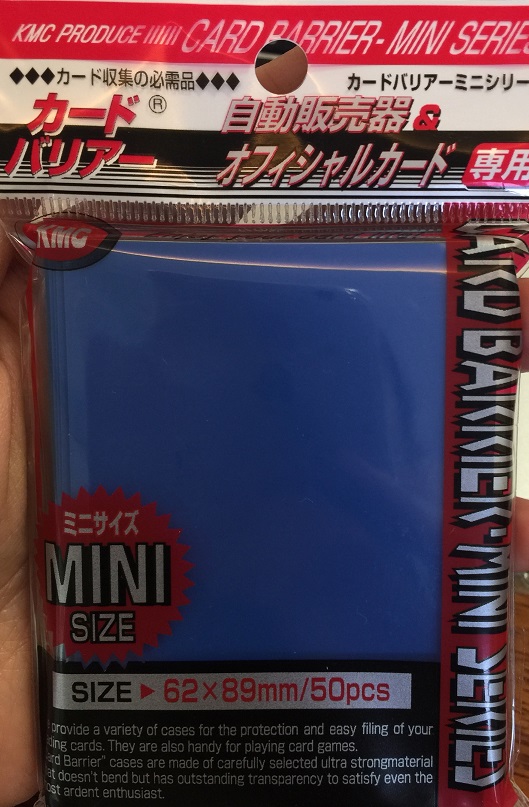 KMC PRODUCE CARD BARRIER - MINI SERIE
◆◆◆カード収集の必需品◆◆◆
カードバリアーミニシリー
カード®
バリアー
自動販売器&
オフィシャルカード 専用
KMC
CARD BARRIER·MINI SERIES
ミニサイズ
MINI
SIZE
SIZE ▶ 62×89mm/50pcs
provide a variety of cases for the protection and easy filing of your
ding cards. They are also handy for playing card games.
rd Barrier" cases are made of carefully selected ultra strongmaterial
at doesn't bend but has outstanding transparency to satisfy even the
ost ardent enthusiast.